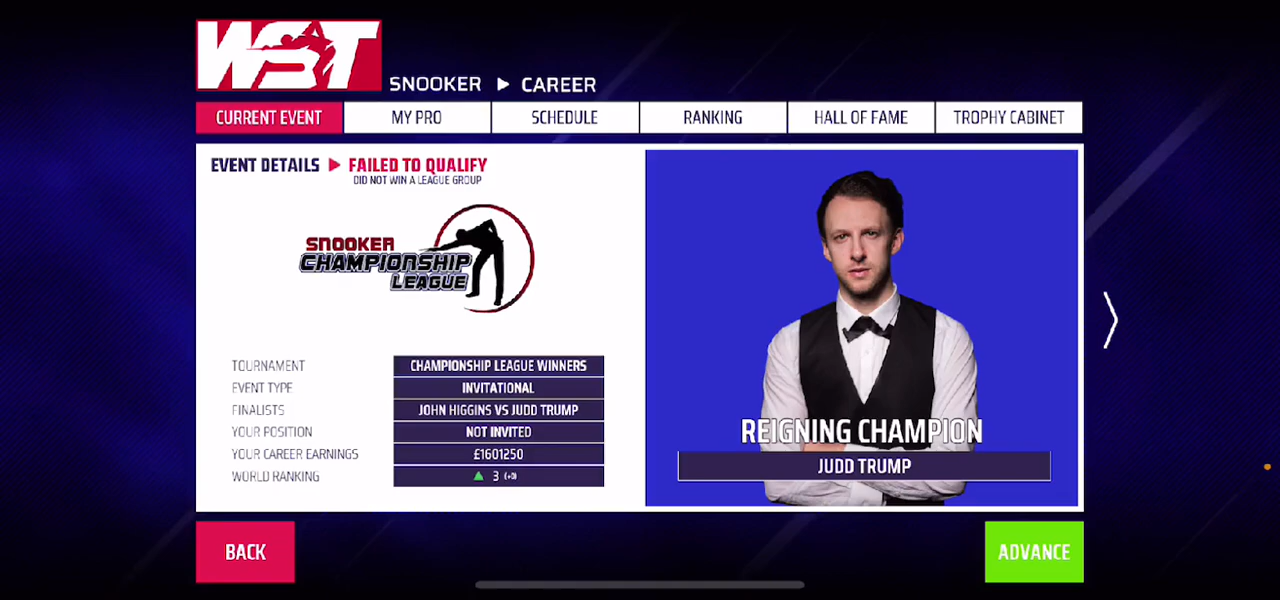 WST
SNOOKER ▶ CAREER
CURRENT EVENT
MY PRO
SCHEDULE
RANKING
HALL OF FAME
TROPHY CABINET
EVENT DETAILS ▶ FAILED TO QUALIFY
DID NOT WIN A LEAGUE GROUP
SNOOKER
CHAMPIONSHIP
LEAGUE
TOURNAMENT CHAMPIONSHIP LEAGUE WINNERS
EVENT TYPE INVITATIONAL
FINALISTS JOHN HIGGINS VS JUDD TRUMP
YOUR POSITION NOT INVITED
YOUR CAREER EARNINGS £1601250
WORLD RANKING ▲ 3 (+0)
REIGNING CHAMPION
JUDD TRUMP
BACK
ADVANCE